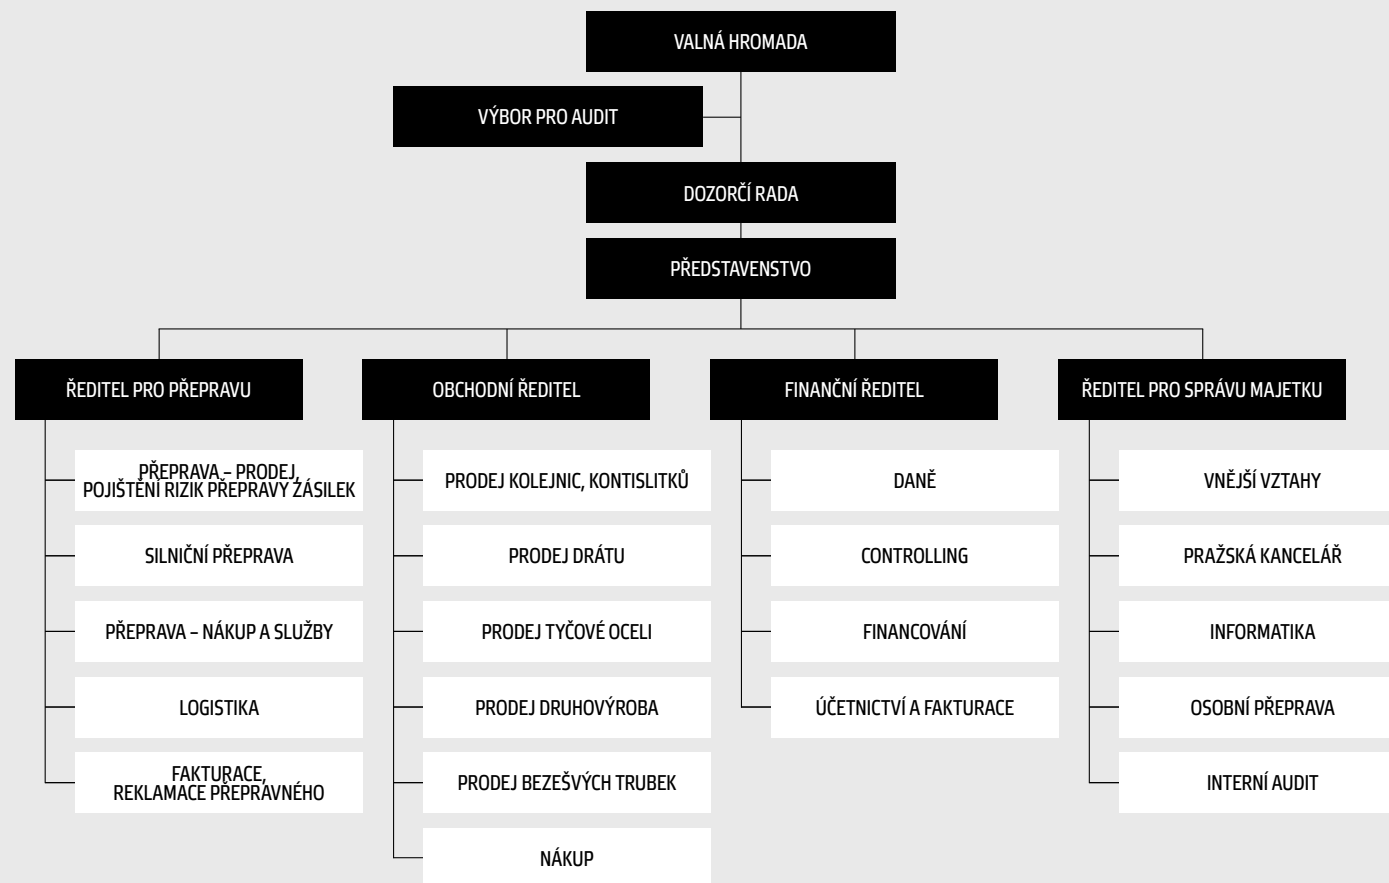 VALNÁ HROMADA
VÝBOR PRO AUDIT
DOZORČÍ RADA
PŘEDSTAVENSTVO
ŘEDITEL PRO PŘEPRAVU
PŘEPRAVA – PRODEJ,
POJIŠTĚNÍ RIZIK PŘEPRAVY ZÁSILEK
SILNIČNÍ PŘEPRAVA
PŘEPRAVA – NÁKUP A SLUŽBY
LOGISTIKA
FAKTURACE,
REKLAMACE PŘEPRAVNÉHO
OBCHODNÍ ŘEDITEL
PRODEJ KOLEJNIC, KONTISLITKŮ
PRODEJ DRÁTU
PRODEJ TYČOVÉ OCELI
PRODEJ DRUHOVÝROBA
PRODEJ BEZEŠVÝCH TRUBEK
NÁKUP
FINANČNÍ ŘEDITEL
DANĚ
CONTROLLING
FINANCOVÁNÍ
ÚČETNICTVÍ A FAKTURACE
ŘEDITEL PRO SPRÁVU MAJETKU
VNĚJŠÍ VZTAHY
PRAŽSKÁ KANCELÁŘ
INFORMATIKA
OSOBNÍ PŘEPRAVA
INTERNÍ AUDIT